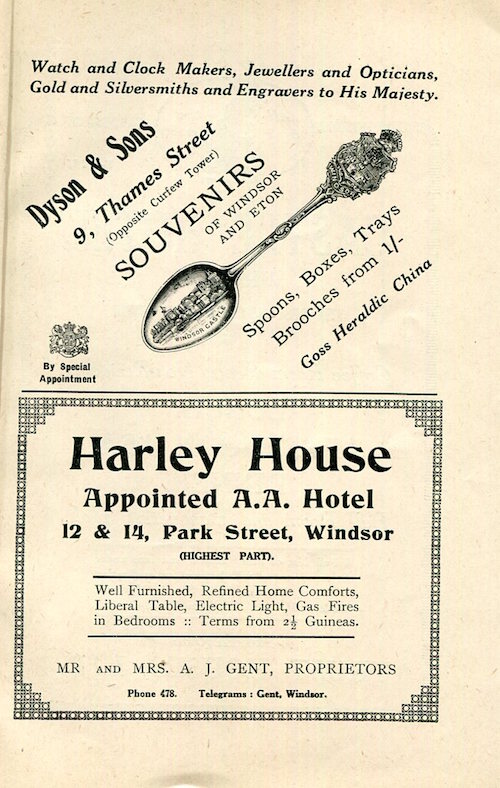 Watch and Clock Makers, Jewellers and Opticians,
Gold and Silversmiths and Engravers to His Majesty.
Dyson & Sons
9, Thames Street
(Opposite Curfew Tower)
SOUVENIRS
OF WINDSOR
AND ETON
WINDSOR CASTLE
Spoons, Boxes, Trays
Brooches from 1/-
Goss Heraldic China
By Special
Appointment
Harley House
Appointed A.A. Hotel
12 & 14, Park Street, Windsor
(HIGHEST PART).
Well Furnished, Refined Home Comforts,
Liberal Table, Electric Light, Gas Fires
in Bedrooms :: Terms from 2½ Guineas.
MR AND MRS. A. J. GENT, PROPRIETORS
Phone 478. Telegrams : Gent, Windsor.